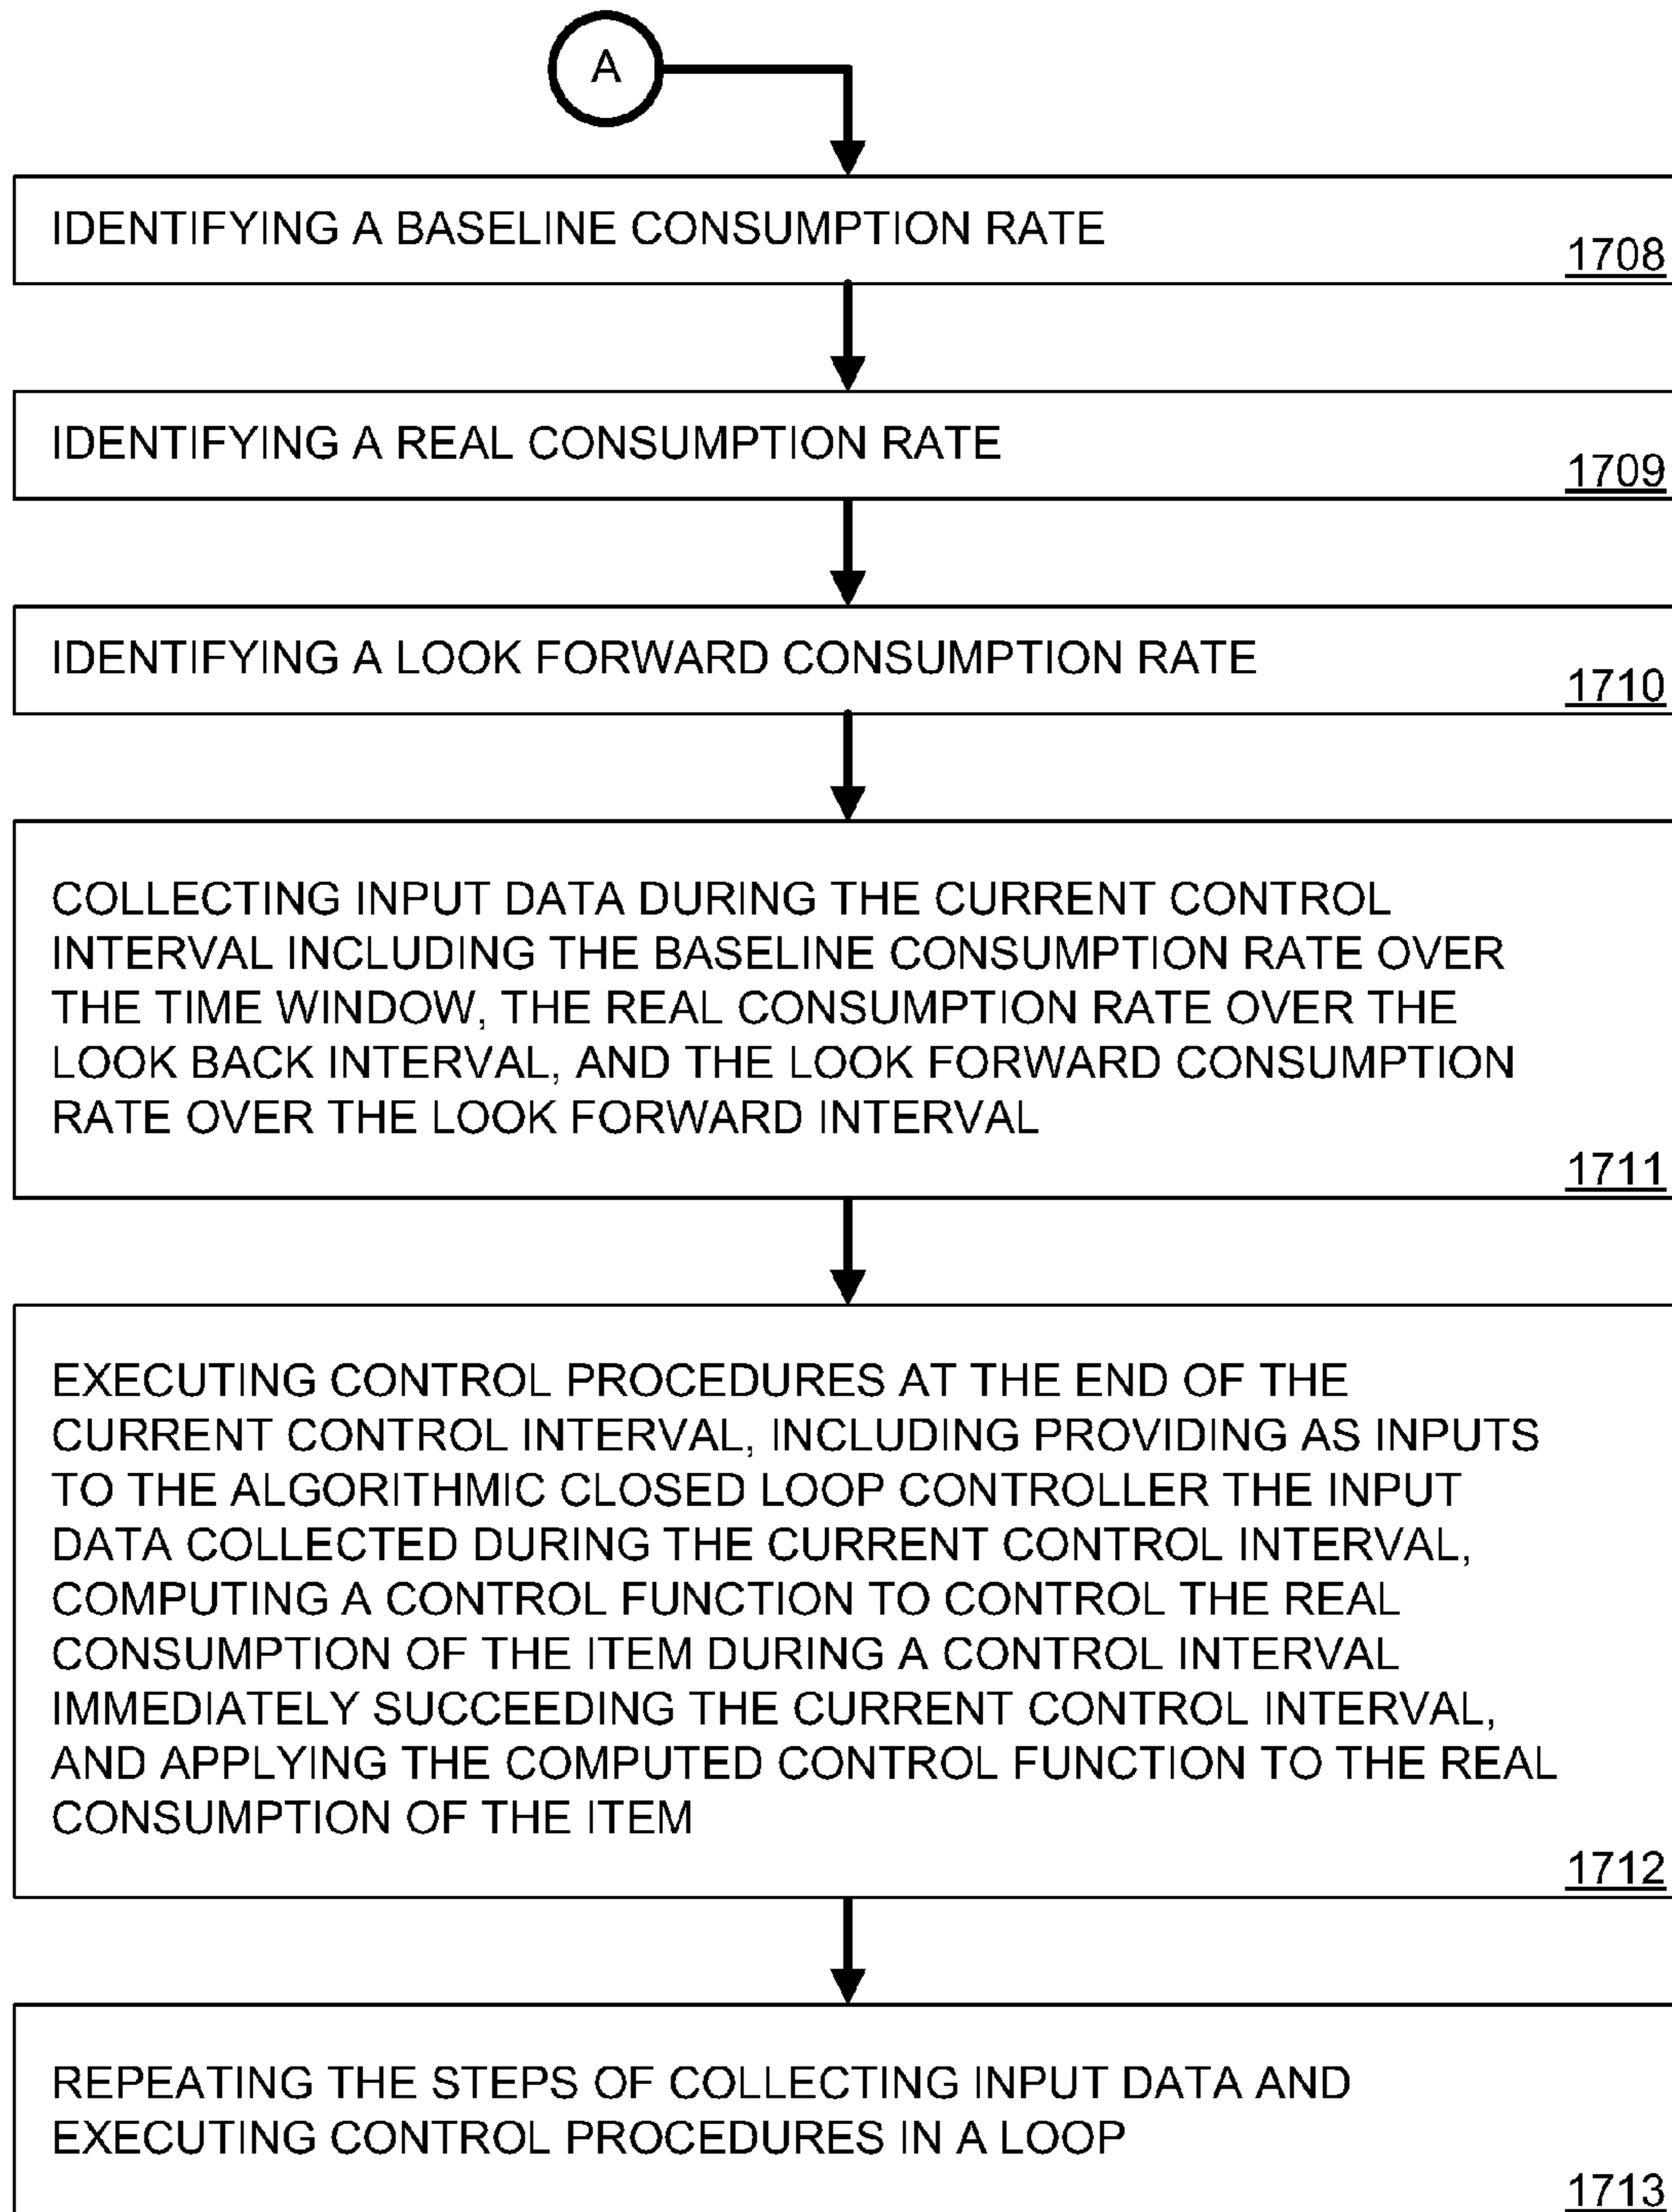 A
IDENTIFYING A BASELINE CONSUMPTION RATE
1708
IDENTIFYING A REAL CONSUMPTION RATE
1709
IDENTIFYING A LOOK FORWARD CONSUMPTION RATE
1710
COLLECTING INPUT DATA DURING THE CURRENT CONTROL
INTERVAL INCLUDING THE BASELINE CONSUMPTION RATE OVER
THE TIME WINDOW, THE REAL CONSUMPTION RATE OVER THE
LOOK BACK INTERVAL, AND THE LOOK FORWARD CONSUMPTION
RATE OVER THE LOOK FORWARD INTERVAL
1711
EXECUTING CONTROL PROCEDURES AT THE END OF THE
CURRENT CONTROL INTERVAL, INCLUDING PROVIDING AS INPUTS
TO THE ALGORITHMIC CLOSED LOOP CONTROLLER THE INPUT
DATA COLLECTED DURING THE CURRENT CONTROL INTERVAL,
COMPUTING A CONTROL FUNCTION TO CONTROL THE REAL
CONSUMPTION OF THE ITEM DURING A CONTROL INTERVAL
IMMEDIATELY SUCCEEDING THE CURRENT CONTROL INTERVAL,
AND APPLYING THE COMPUTED CONTROL FUNCTION TO THE REAL
CONSUMPTION OF THE ITEM
1712
REPEATING THE STEPS OF COLLECTING INPUT DATA AND
EXECUTING CONTROL PROCEDURES IN A LOOP
1713